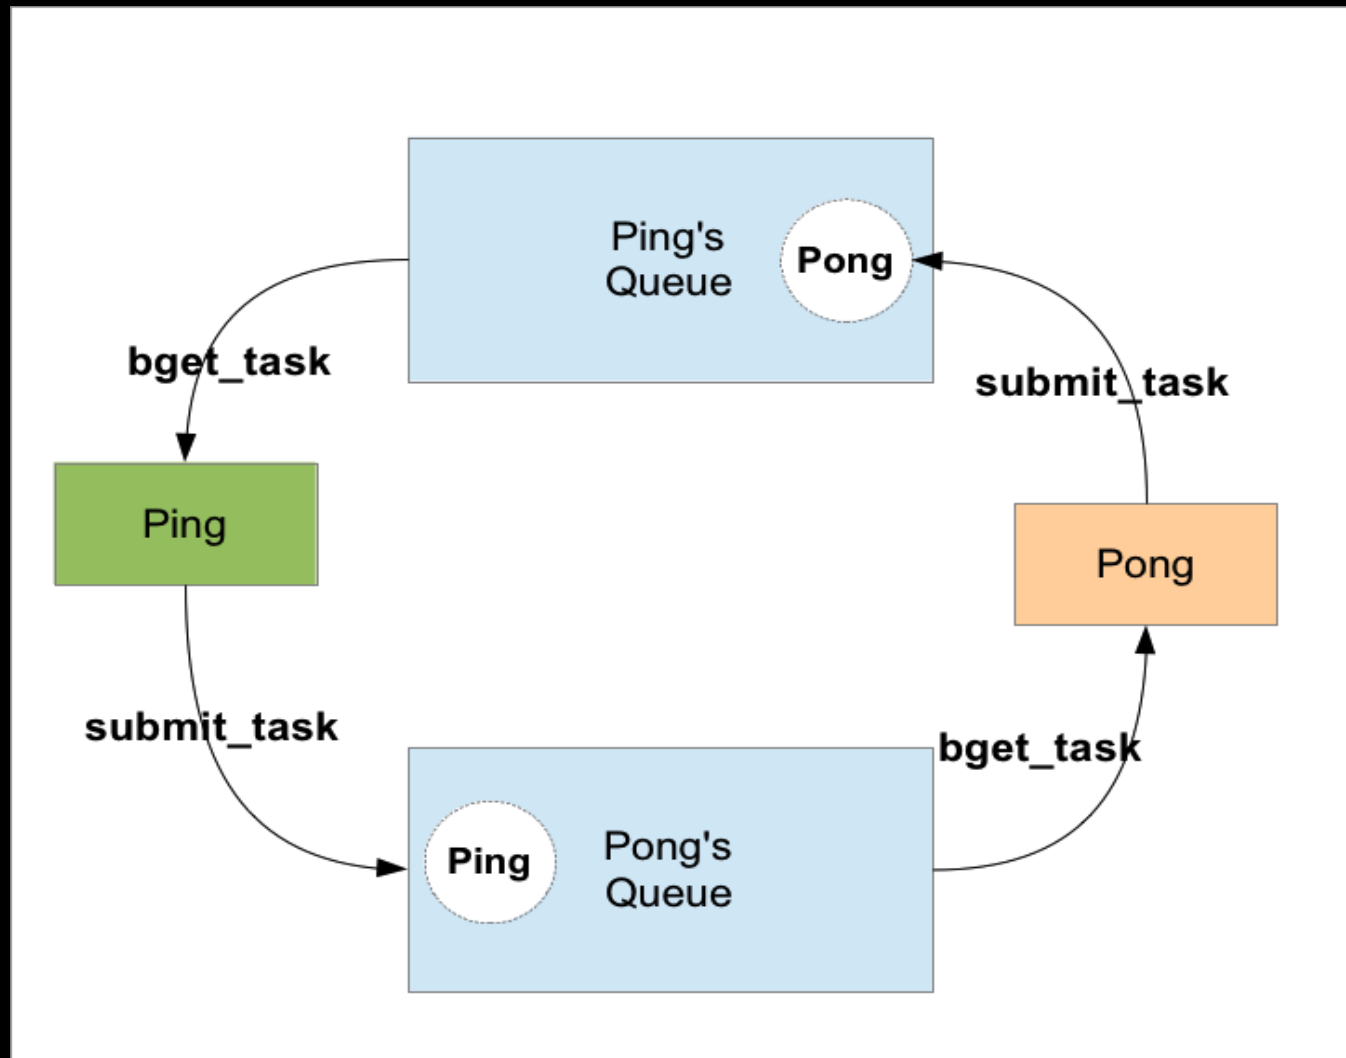 Ping's
Queue
Pong
bget_task
submit_task
Ping
Pong
submit_task
bget_task
Ping
Pong's
Queue